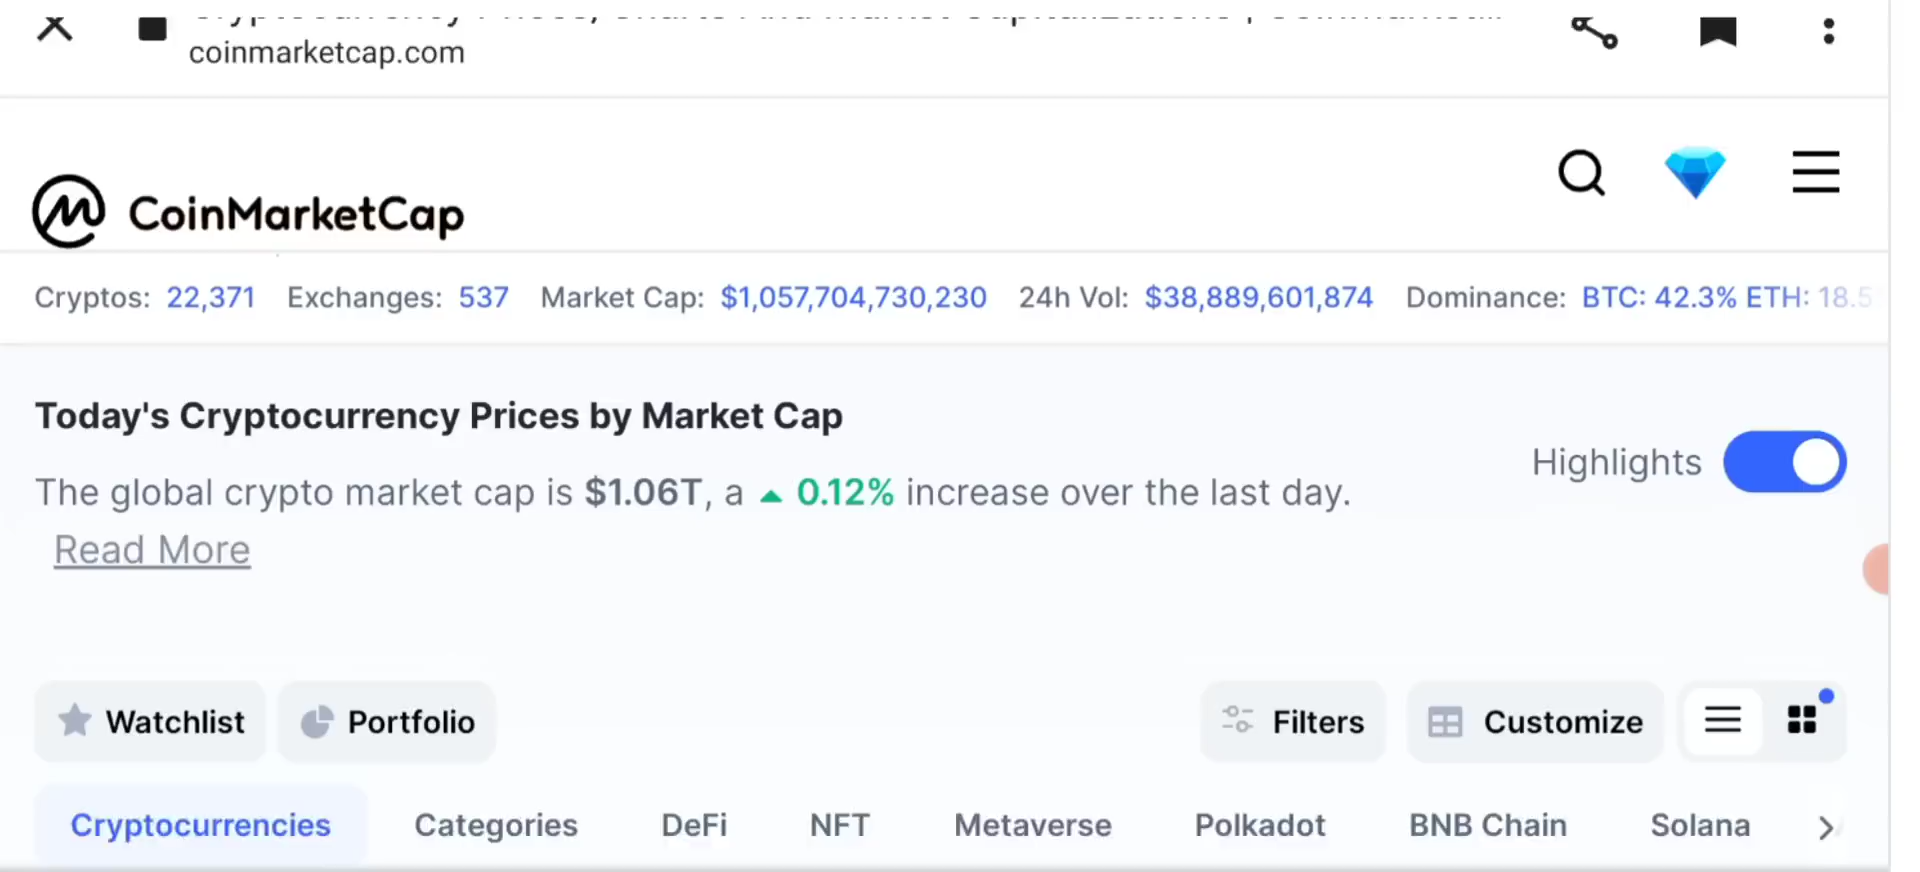 coinmarketcap.com
CoinMarketCap
Cryptos: 22,371 Exchanges: 537 Market Cap: $1,057,704,730,230 24h Vol: $38,889,601,874 Dominance: BTC: 42.3% ETH: 18.5
Today's Cryptocurrency Prices by Market Cap
Highlights
The global crypto market cap is $1.06T, a ▲ 0.12% increase over the last day.
Read More
Watchlist Portfolio Filters Customize
Cryptocurrencies Categories DeFi NFT Metaverse Polkadot BNB Chain Solana